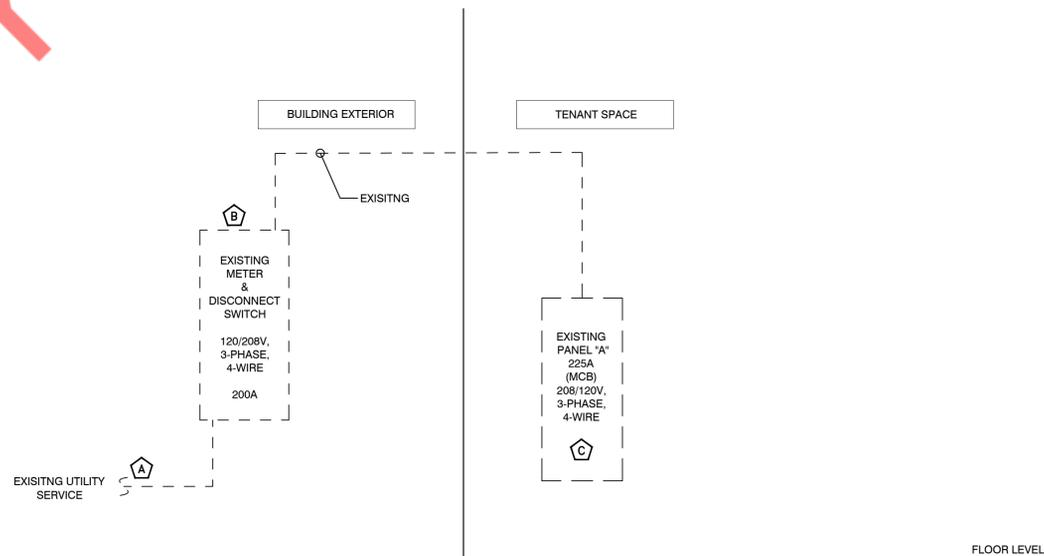 BUILDING EXTERIOR
TENANT SPACE
EXISITNG
B
EXISTING
METER
&
DISCONNECT
SWITCH
120/208V,
3-PHASE,
4-WIRE
200A
EXISTING
PANEL "A"
225A
(MCB)
208/120V,
3-PHASE,
4-WIRE
C
A
EXISITNG UTILITY
SERVICE
FLOOR LEVEL